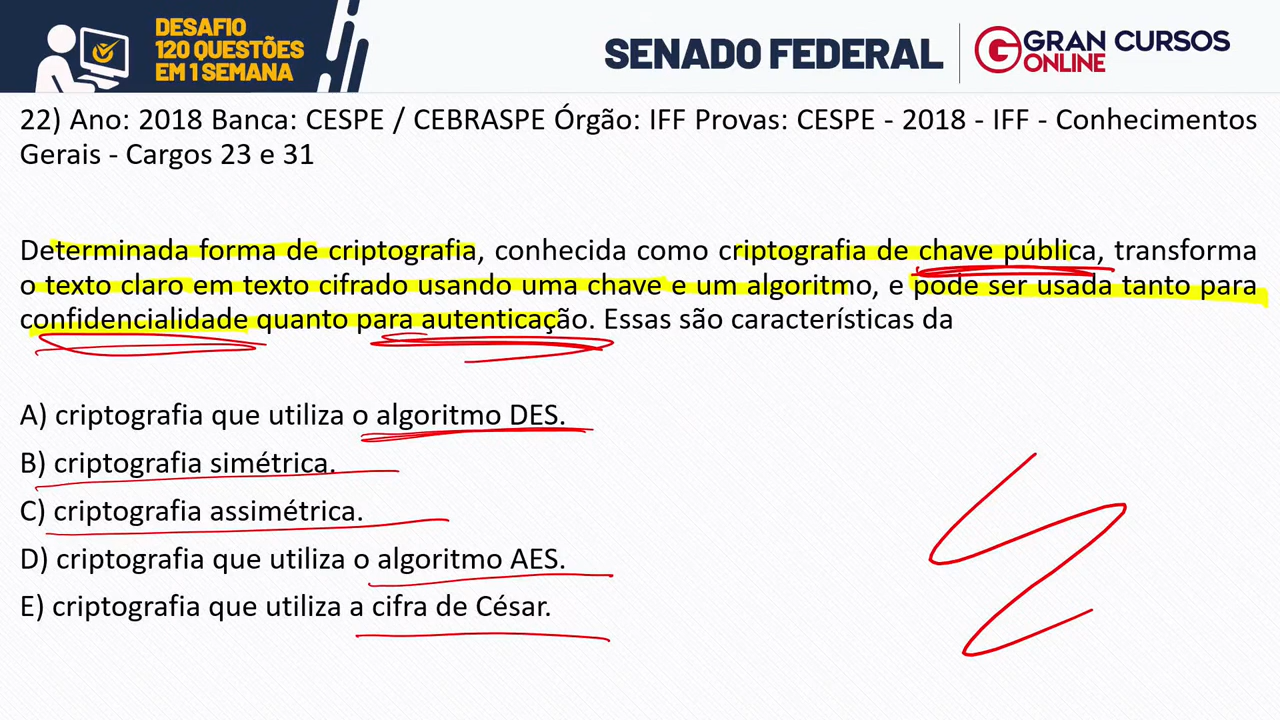 DESAFIO
120 QUESTÕES
EM 1 SEMANA
SENADO FEDERAL
GRAN CURSOS
ONLINE
22) Ano: 2018 Banca: CESPE / CEBRASPE Órgão: IFF Provas: CESPE - 2018 - IFF - Conhecimentos
Gerais - Cargos 23 e 31
Determinada forma de criptografia, conhecida como criptografia de chave pública, transforma
o texto claro em texto cifrado usando uma chave e um algoritmo, e pode ser usada tanto para
confidencialidade quanto para autenticação. Essas são características da
A) criptografia que utiliza o algoritmo DES.
B) criptografia simétrica.
C) criptografia assimétrica.
D) criptografia que utiliza o algoritmo AES.
E) criptografia que utiliza a cifra de César.